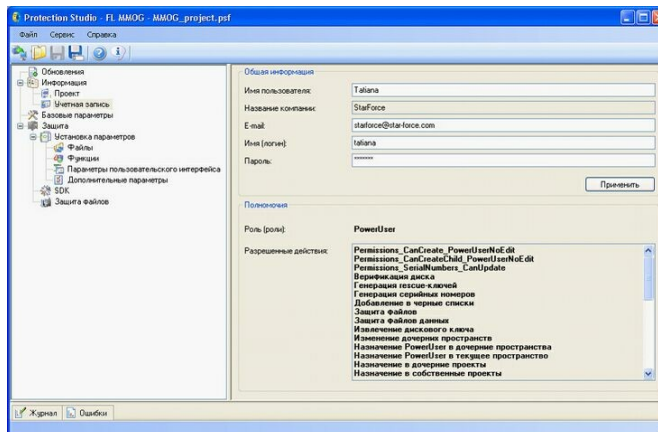 Protection Studio - FL MMOG - MMOG_project.psf
Файл Сервис Справка
Обновления
Информация
Проект
Учетная запись
Базовые параметры
Защита
Установка параметров
Файлы
Функции
Параметры пользовательского интерфейса
Дополнительные параметры
SDK
Защита файлов
Общая информация
Имя пользователя: Tatiana
Название компании: StarForce
E-mail: starforce@star-force.com
Имя (логин): tatiana
Пароль: *******
Применить
Полномочия
Роль (роли): PowerUser
Разрешенные действия: Permissions_CanCreate_PowerUserNoEdit
Permissions_CanCreateChild_PowerUserNoEdit
Permissions_SerialNumbers_CanUpdate
Верификация диска
Генерация rescue-ключей
Генерация серийных номеров
Добавление в черные списки
Защита файлов
Защита файлов данных
Извлечение дискового ключа
Изменение дочерних пространств
Назначение PowerUser в дочерние пространства
Назначение PowerUser в текущее пространство
Назначение в дочерние проекты
Назначение в собственные проекты
Журнал Ошибки